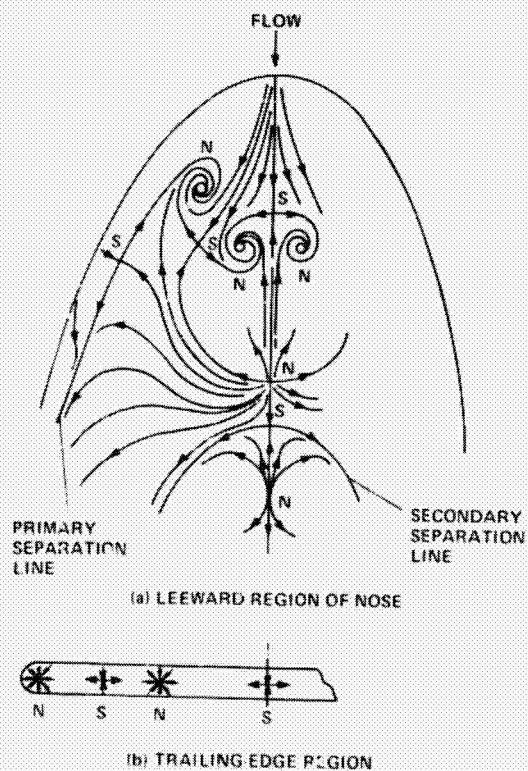 FLOW
N
S
S
S
N
N
N
S
N
PRIMARY
SEPARATION
LINE
SECONDARY
SEPARATION
LINE
(a) LEEWARD REGION OF NOSE
N S N S
(b) TRAILING EDGE REGION